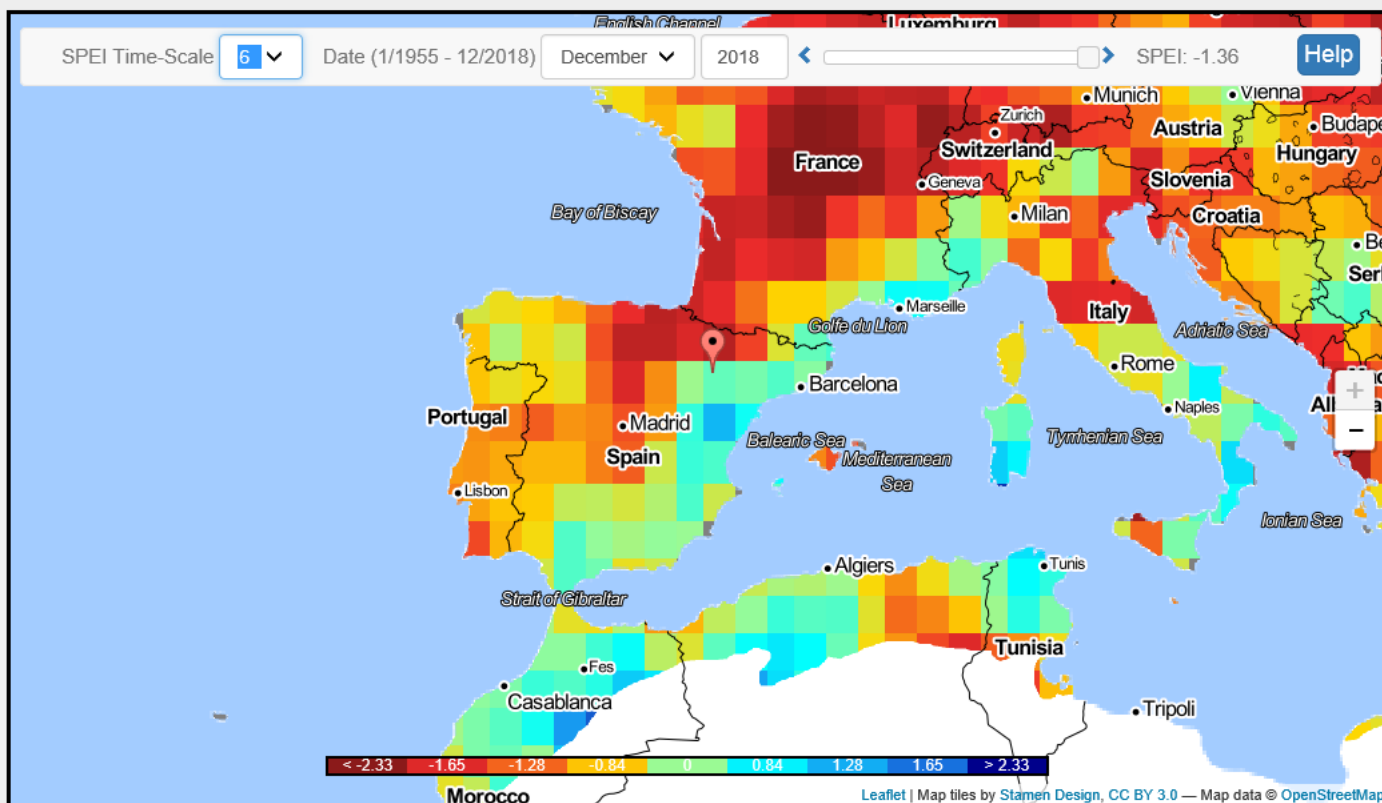 English Channel
Luxemburg
SPEI Time-Scale 6 Date (1/1955 - 12/2018) December 2018 SPEI: -1.36 Help
Munich
Vienna
Zurich
Austria
Budape
France
Switzerland
Hungary
Geneva
Slovenia
Bay of Biscay
Milan
Croatia
Be
Serl
Marseille
Italy
Golfe du Lion
Adriatic Sea
Rome
Barcelona
Naples
Portugal
Madrid
Balearic Sea
Tyrrhenian Sea
Spain
Mediterranean
Sea
Lisbon
Ionian Sea
Algiers
Tunis
Strait of Gibraltar
Tunisia
Fes
Casablanca
Tripoli
< -2.33 -1.65 -1.28 -0.84 0 0.84 1.28 1.65 > 2.33
Morocco
Leaflet | Map tiles by Stamen Design, CC BY 3.0 — Map data © OpenStreetMap